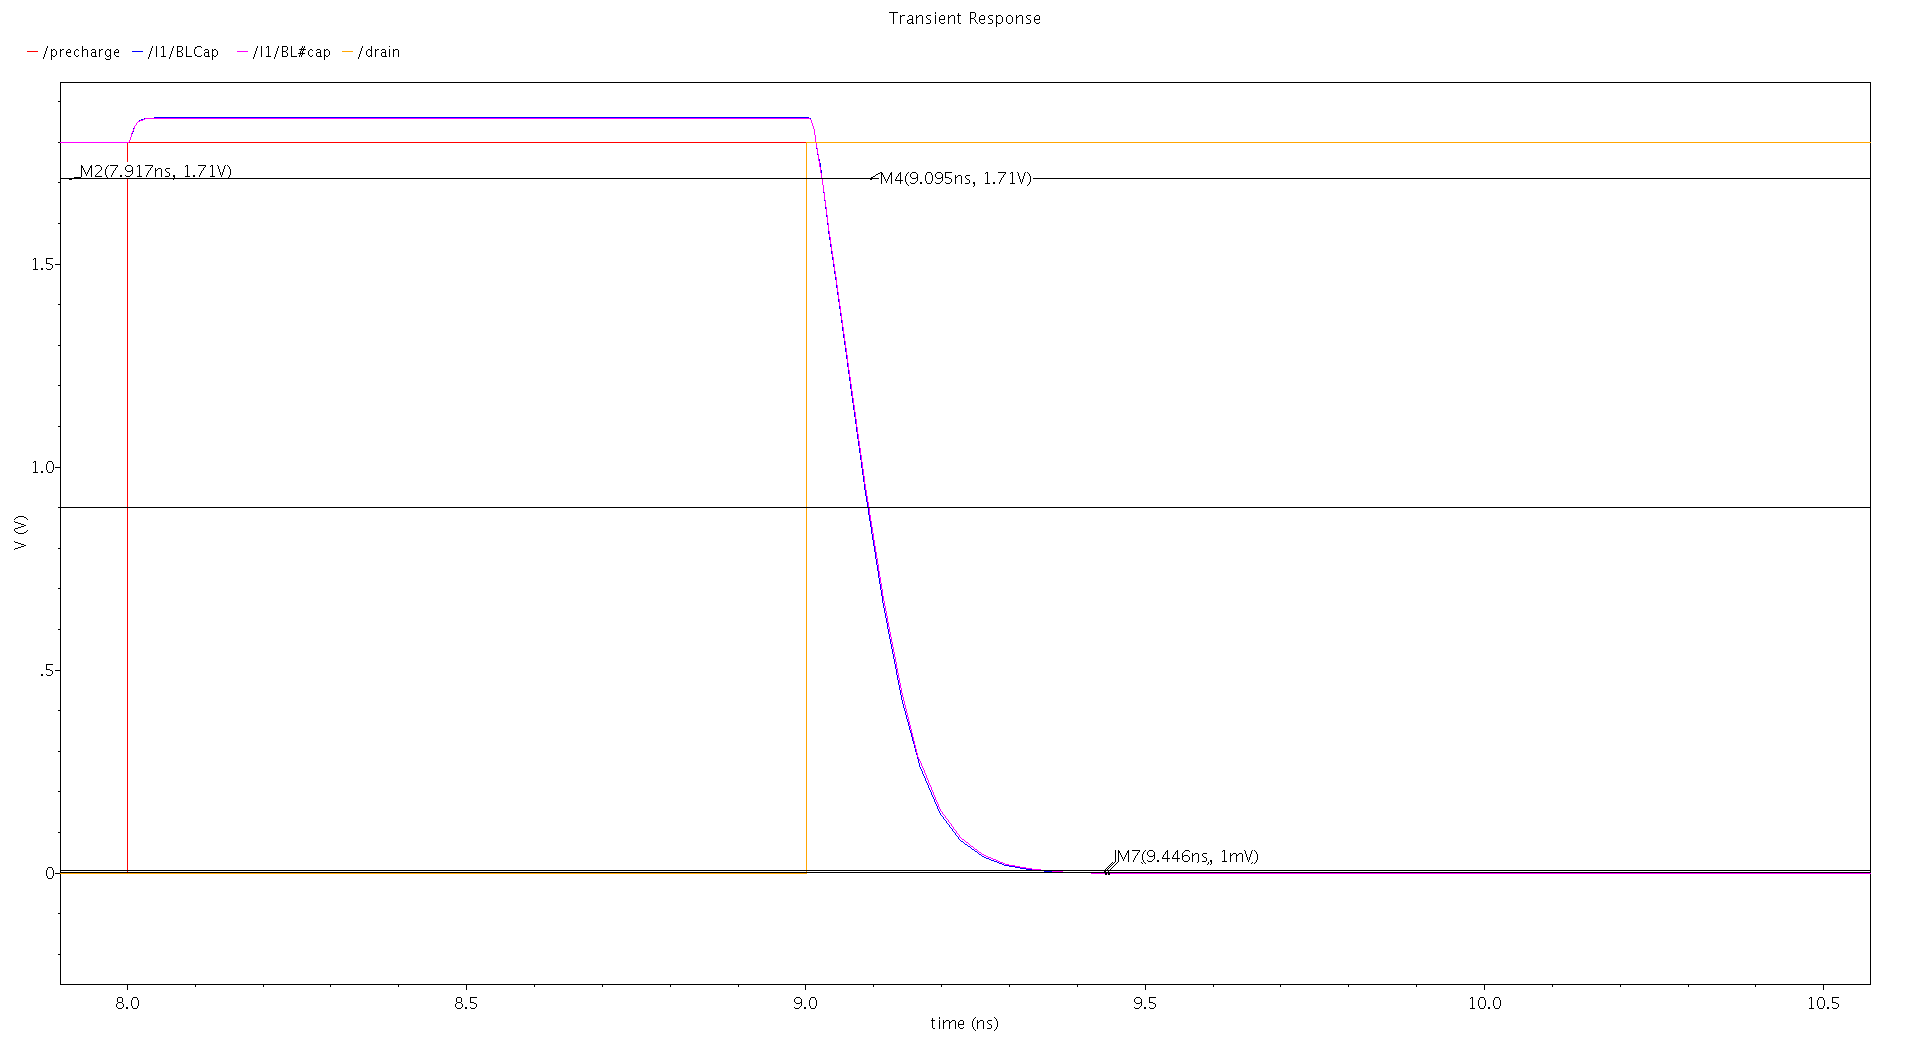 Transient Response
/precharge /I1/BLCap /I1/BL#cap /drain
M2(7.917ns, 1.71V)
M4(9.095ns, 1.71V)
1.5
1.0
V (V)
.5
M7(9.446ns, 1mV)
0
8.0 8.5 9.0 9.5 10.0 10.5
time (ns)